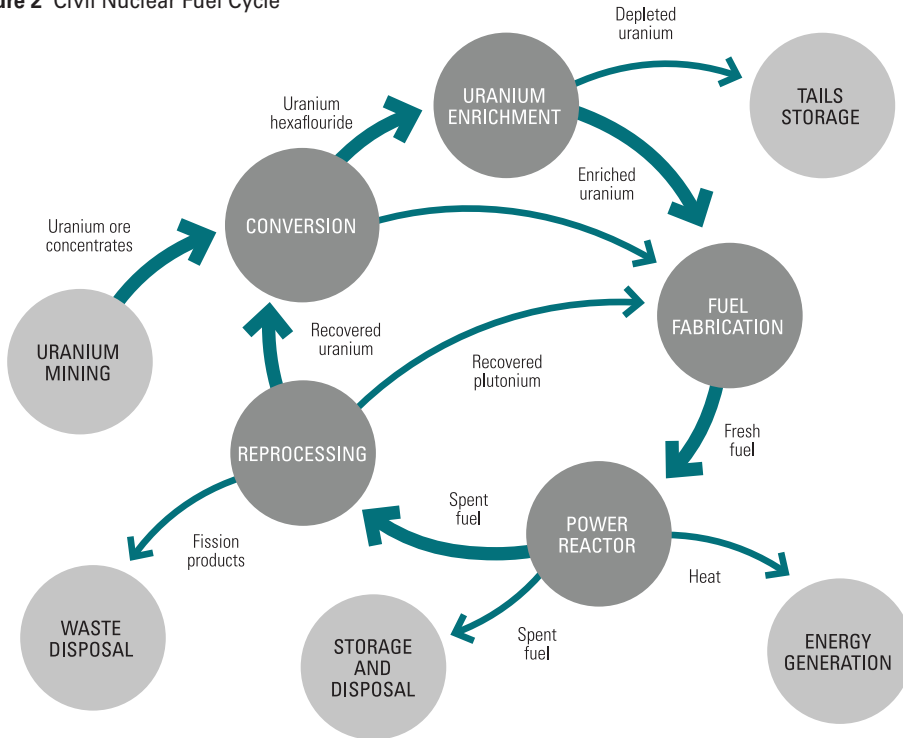 ure 2 Civil Nuclear Fuel Cycle
Depleted
uranium
URANIUM
ENRICHMENT
TAILS
STORAGE
Uranium
hexaflouride
Enriched
uranium
CONVERSION
Uranium ore
concentrates
FUEL
FABRICATION
URANIUM
MINING
Recovered
uranium
Recovered
plutonium
REPROCESSING
Fresh
fuel
Spent
fuel
POWER
REACTOR
Fission
products
Heat
WASTE
DISPOSAL
STORAGE
AND
DISPOSAL
Spent
fuel
ENERGY
GENERATION